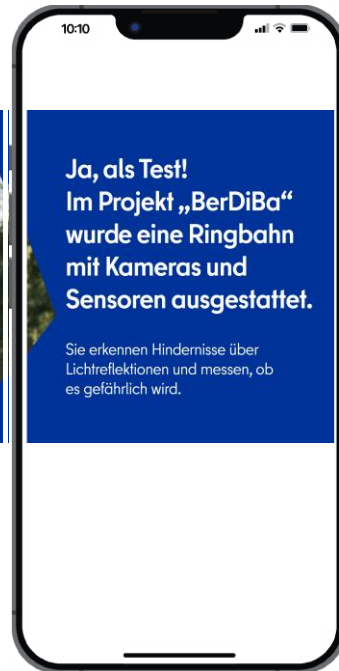 10:10
Ja, als Test!
Im Projekt „BerDiBa“
wurde eine Ringbahn
mit Kameras und
Sensoren ausgestattet.
Sie erkennen Hindernisse über
Lichtreflektionen und messen, ob
es gefährlich wird.